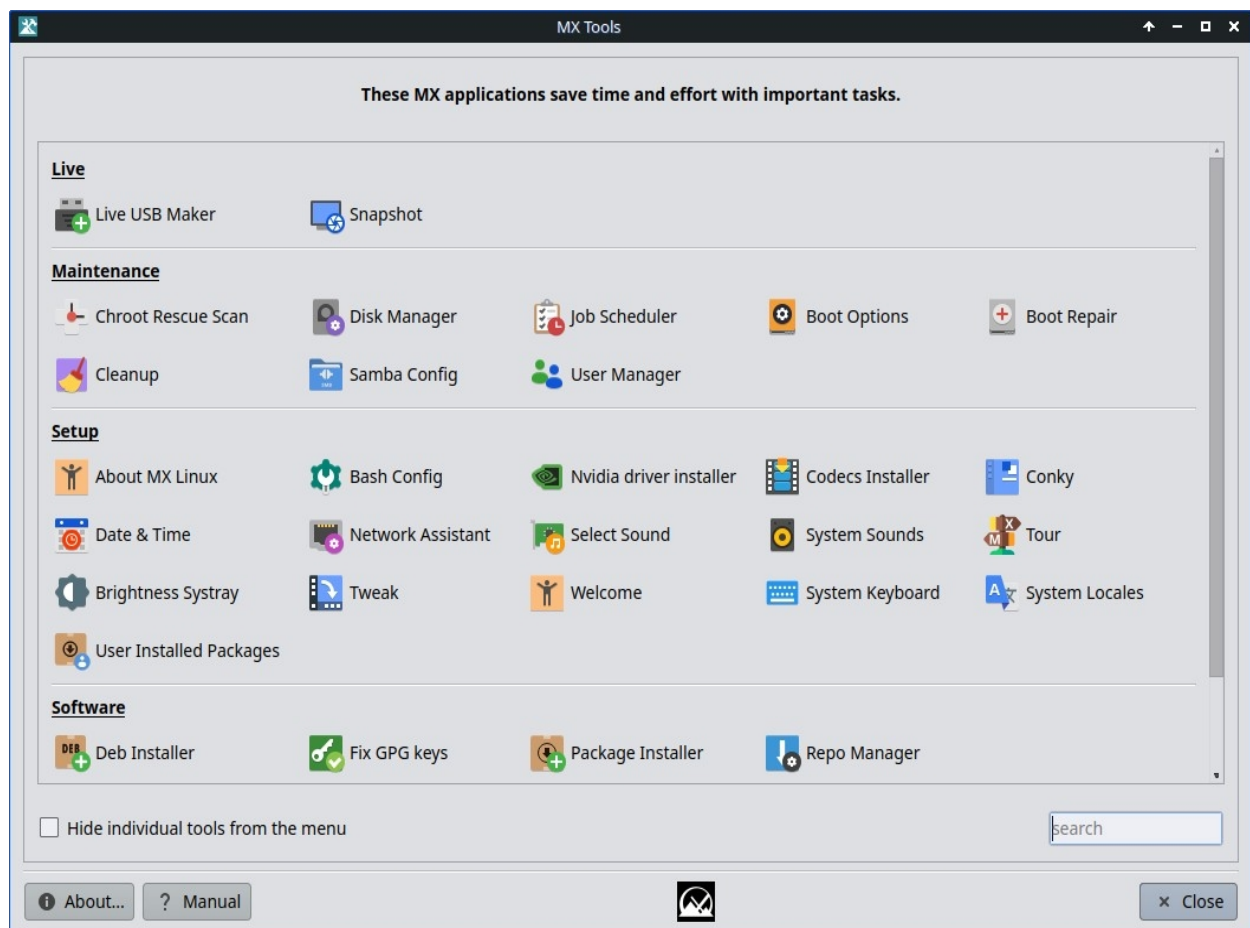 MX Tools
These MX applications save time and effort with important tasks.
Live
Live USB Maker Snapshot
Maintenance
Chroot Rescue Scan Disk Manager Job Scheduler Boot Options Boot Repair
Cleanup Samba Config User Manager
Setup
About MX Linux Bash Config Nvidia driver installer Codecs Installer Conky
Date & Time Network Assistant Select Sound System Sounds Tour
Brightness Systray Tweak Welcome System Keyboard System Locales
User Installed Packages
Software
DEB Deb Installer Fix GPG keys Package Installer Repo Manager
Hide individual tools from the menu search
About... ? Manual Close